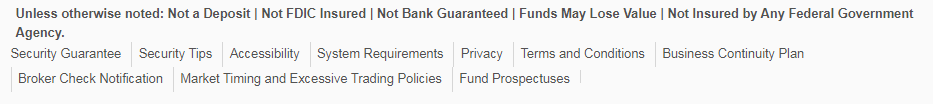 Unless otherwise noted: Not a Deposit | Not FDIC Insured | Not Bank Guaranteed | Funds May Lose Value | Not Insured by Any Federal Government
Agency.
Security Guarantee | Security Tips | Accessibility | System Requirements | Privacy | Terms and Conditions | Business Continuity Plan
| Broker Check Notification | Market Timing and Excessive Trading Policies | Fund Prospectuses |